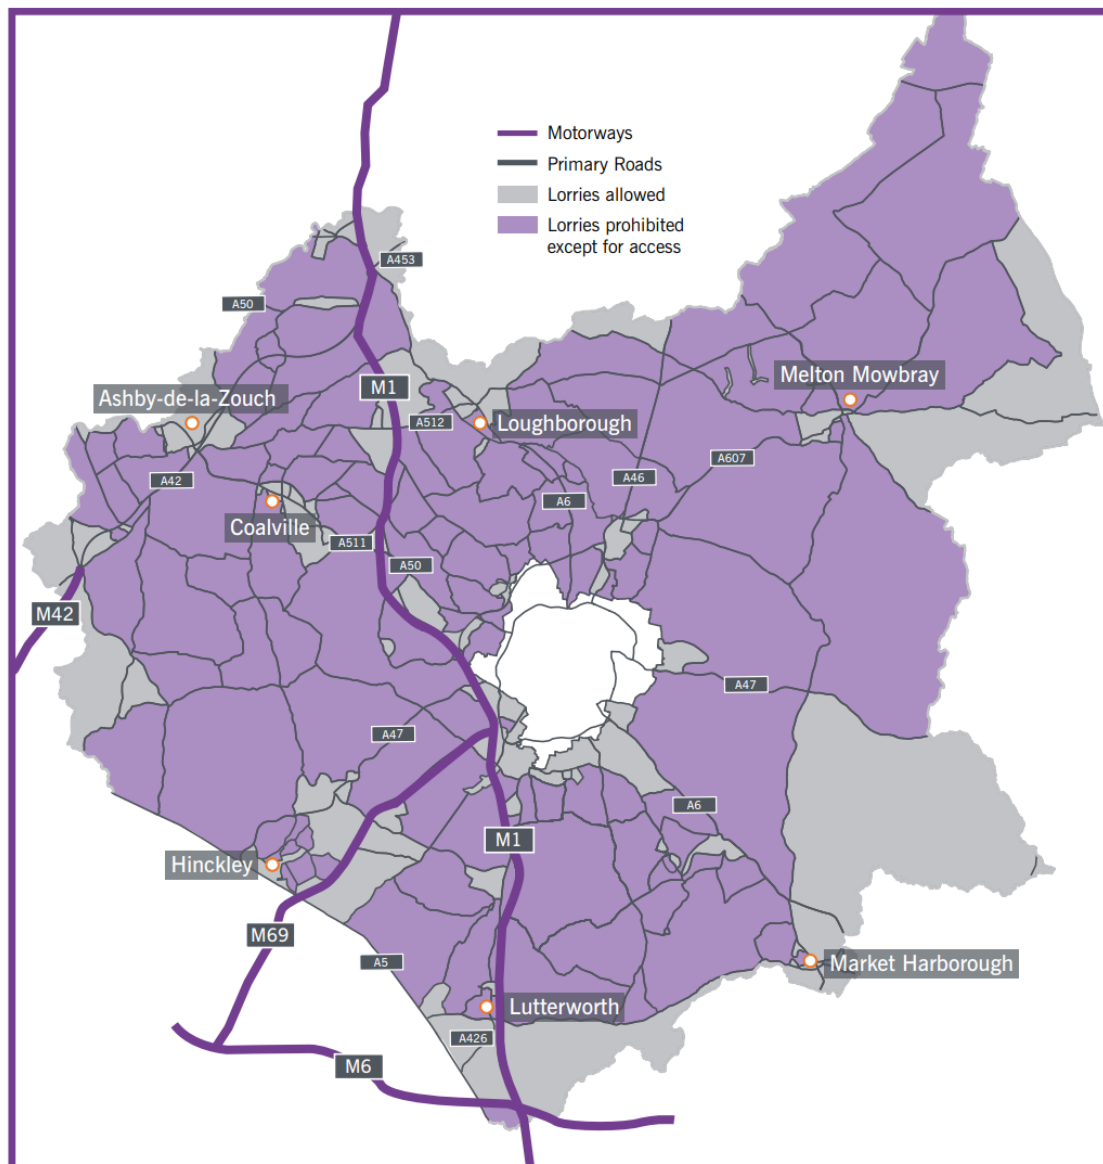 Motorways
Primary Roads
Lorries allowed
Lorries prohibited
except for access
A453
A50
M1
Melton Mowbray
Ashby-de-la-Zouch
A512
Loughborough
A607
A42
A46
A6
Coalville
A511
A50
M42
A47
A47
A6
M1
Hinckley
M69
A5
Market Harborough
Lutterworth
A426
M6